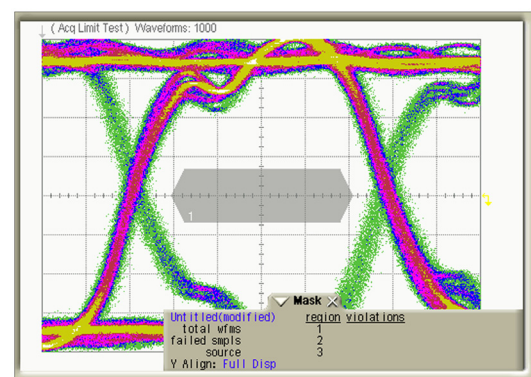 ( Acq Limit Test ) Waveforms: 1000
1
Mask
Untitled(modified) region violations
total wfms 1
failed smpls 2
source 3
Y Align: Full Disp